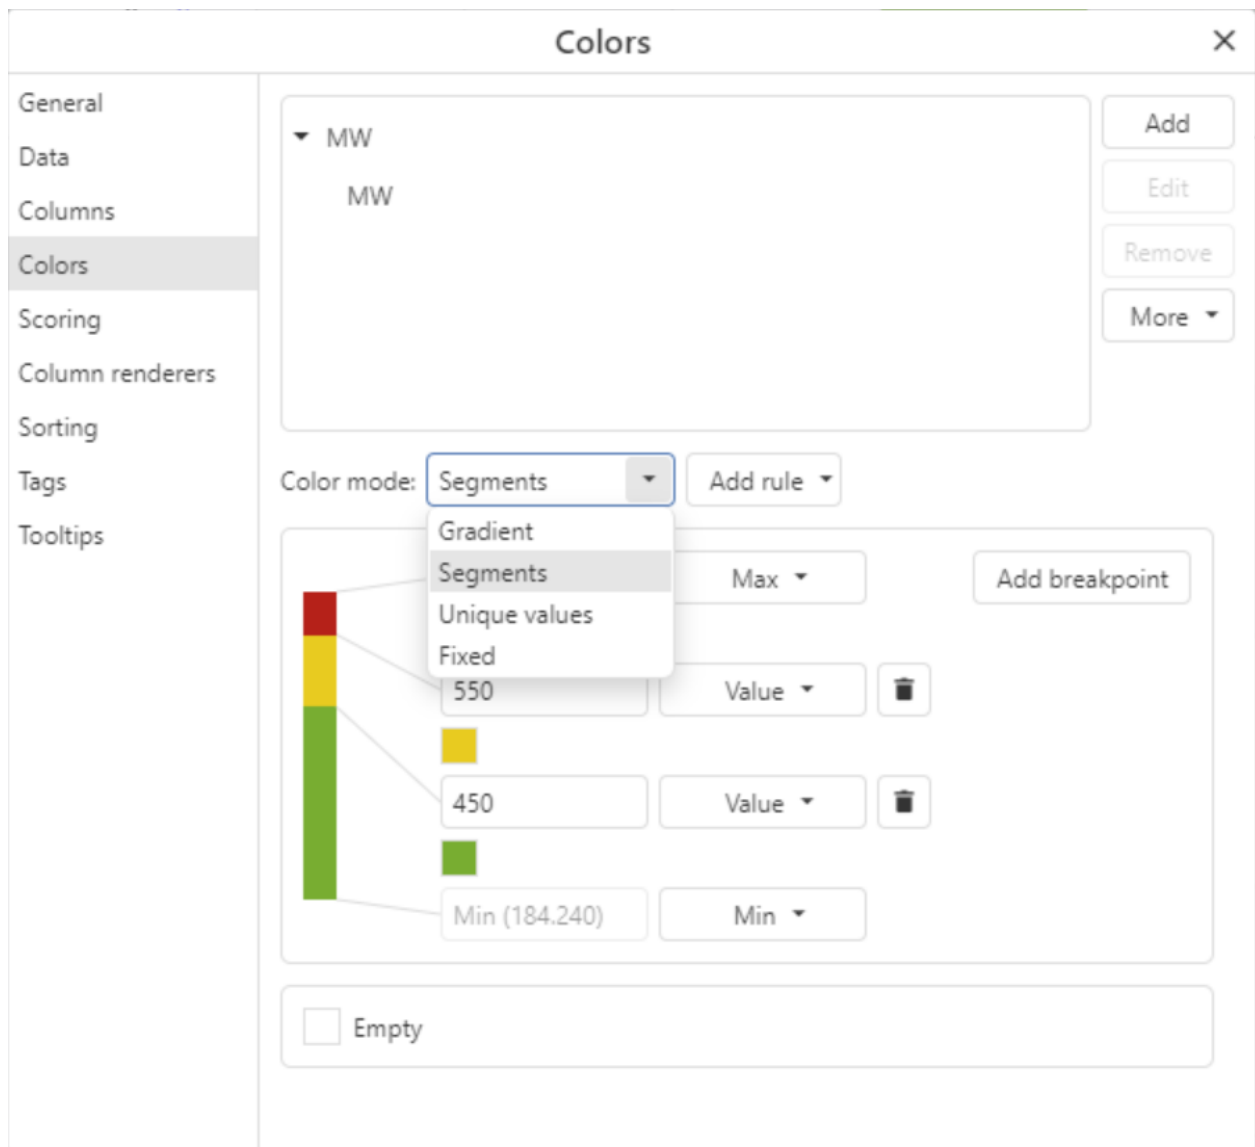 Colors
General
Data
Columns
Colors
Scoring
Column renderers
Sorting
Tags
Tooltips
MW
MW
Add
Edit
Remove
More
Color mode: Segments Add rule
Gradient
Segments
Unique values
Fixed
Max Add breakpoint
550 Value
450 Value
Min (184.240) Min
Empty